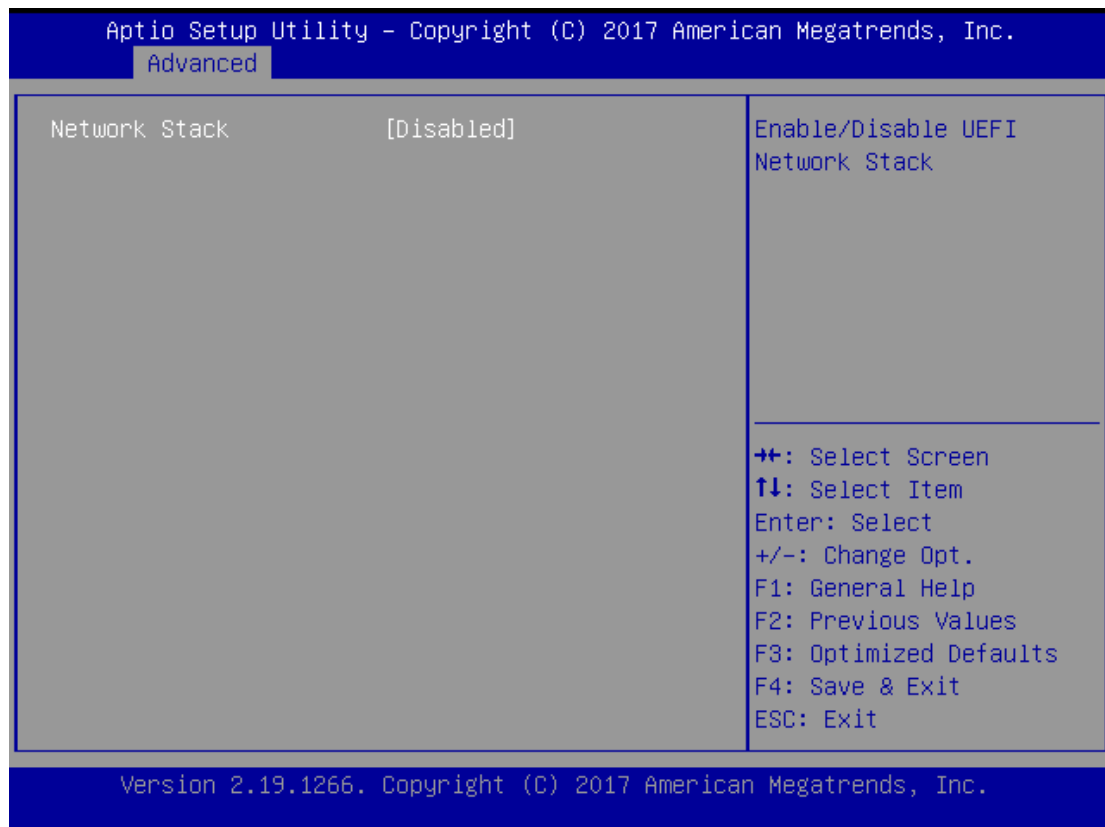 Aptio Setup Utility – Copyright (C) 2017 American Megatrends, Inc.
Advanced
Network Stack [Disabled]
Enable/Disable UEFI
Network Stack
→←: Select Screen
↑↓: Select Item
Enter: Select
+/-: Change Opt.
F1: General Help
F2: Previous Values
F3: Optimized Defaults
F4: Save & Exit
ESC: Exit
Version 2.19.1266. Copyright (C) 2017 American Megatrends, Inc.